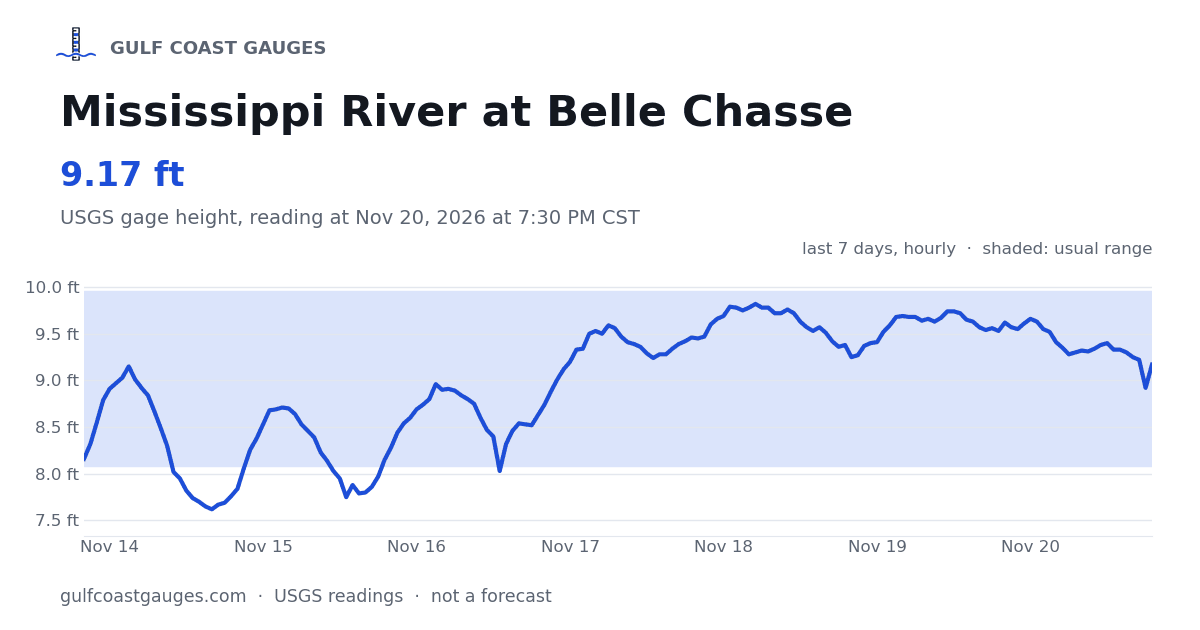 GULF COAST GAUGES
Mississippi River at Belle Chasse
9.17 ft
USGS gage height, reading at Nov 20, 2026 at 7:30 PM CST
last 7 days, hourly · shaded: usual range
10.0 ft
9.5 ft
9.0 ft
8.5 ft
8.0 ft
7.5 ft
Nov 14 Nov 15 Nov 16 Nov 17 Nov 18 Nov 19 Nov 20
gulfcoastgauges.com · USGS readings · not a forecast